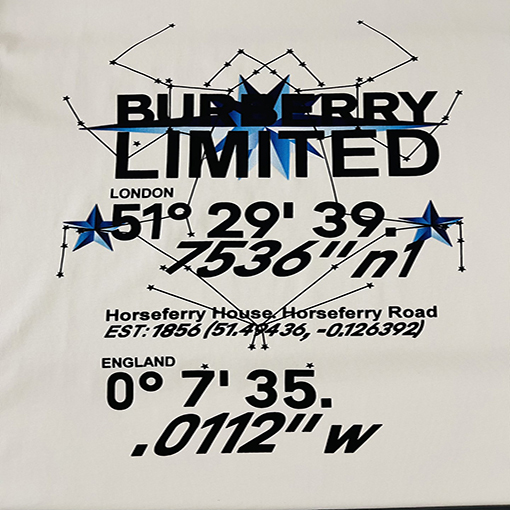 BURBERRY
LIMITED
LONDON
51° 29' 39.
7536"n1
Horseferry House. Horseferry Road
EST: 1856 (51.49436, -0.126392)
ENGLAND
0° 7' 35.
.0112"w